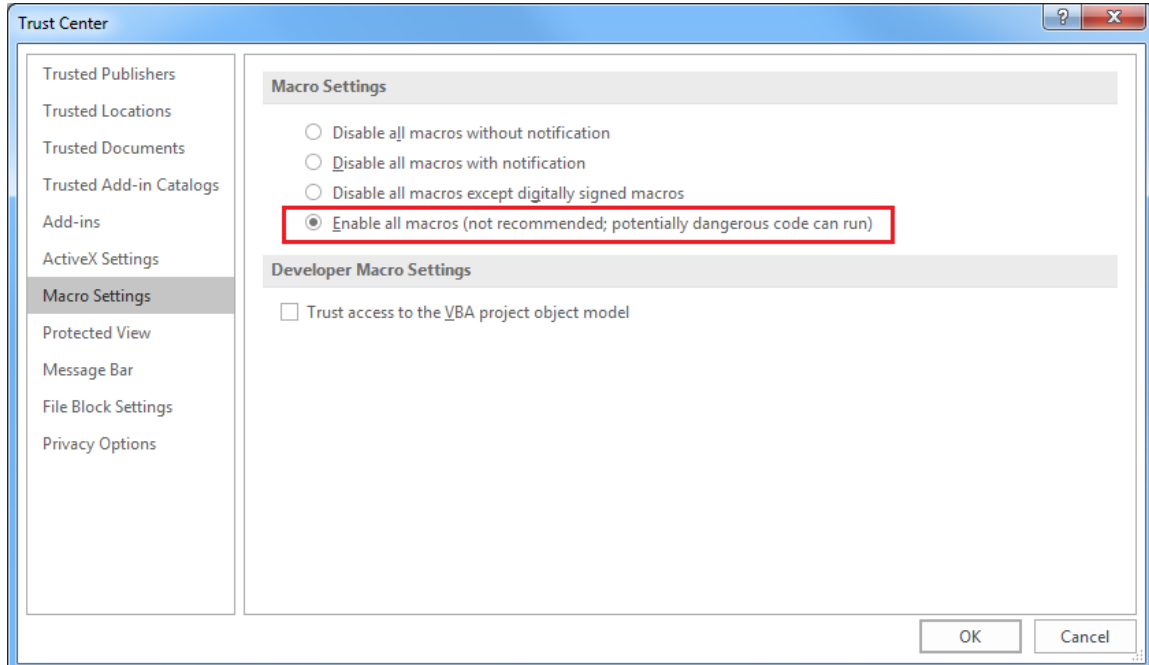 Trust Center
Trusted Publishers
Trusted Locations
Trusted Documents
Trusted Add-in Catalogs
Add-ins
ActiveX Settings
Macro Settings
Protected View
Message Bar
File Block Settings
Privacy Options
Macro Settings
Disable all macros without notification
Disable all macros with notification
Disable all macros except digitally signed macros
Enable all macros (not recommended; potentially dangerous code can run)
Developer Macro Settings
Trust access to the VBA project object model
OK
Cancel